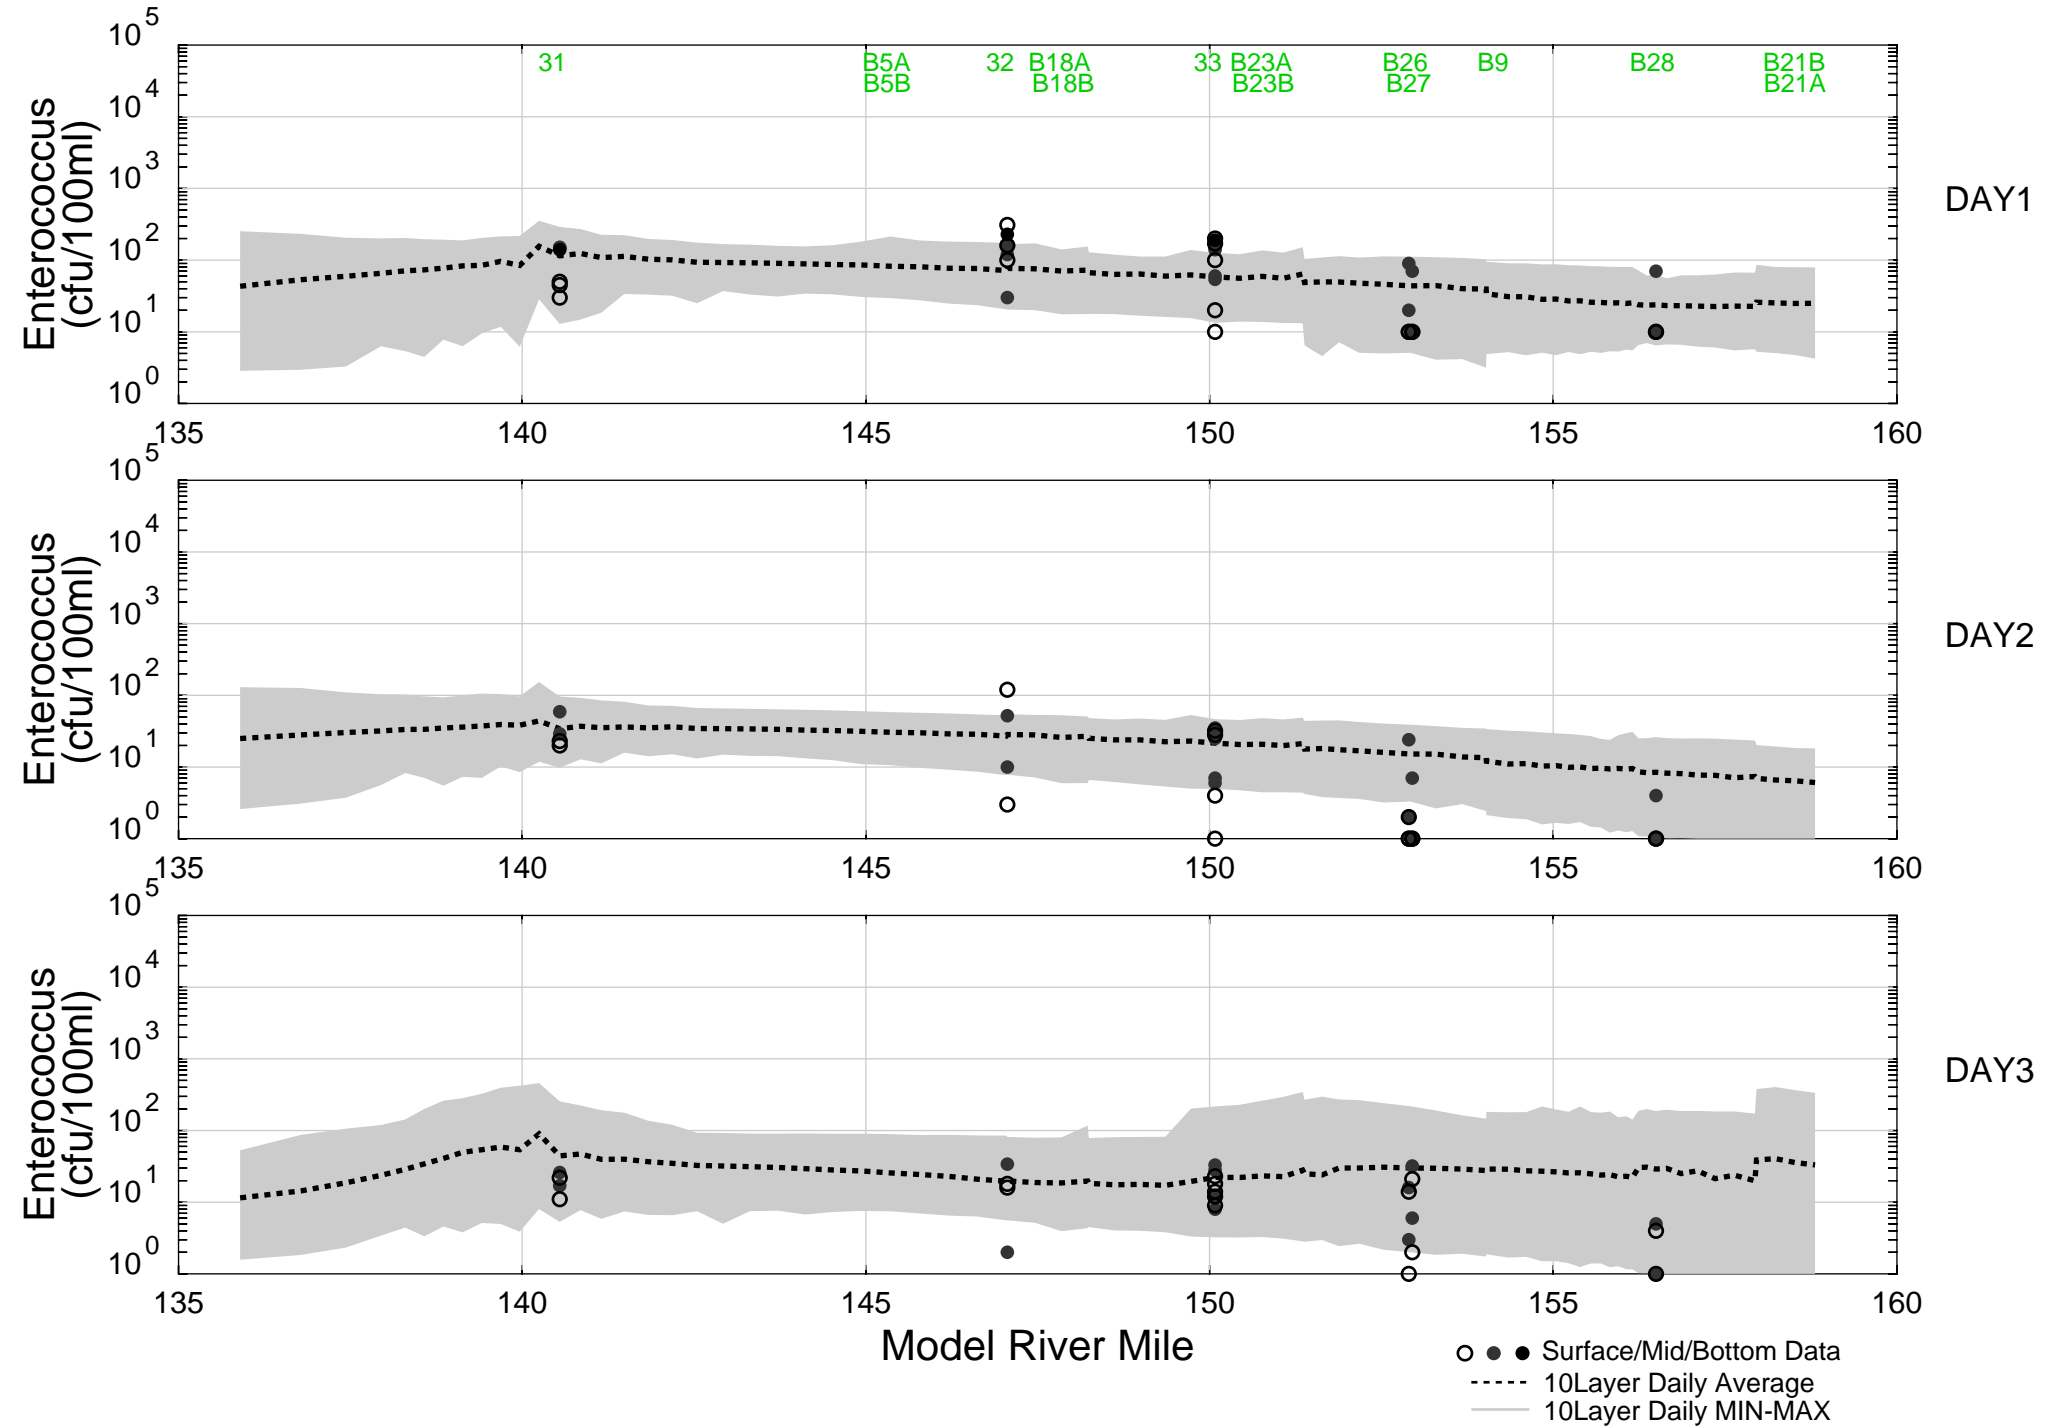 31 B5A 32 B18A 33 B23A B26 B9 B28 B21B
B5B B18B B23B B27 B21A
10^5
10^4
10^3
10^2
10^1
10^0
Enterococcus
(cfu/100ml)
DAY1
135 140 145 150 155 160
10^5
10^4
10^3
10^2
10^1
10^0
Enterococcus
(cfu/100ml)
DAY2
135 140 145 150 155 160
10^5
10^4
10^3
10^2
10^1
10^0
Enterococcus
(cfu/100ml)
DAY3
135 140 145 150 155 160
Model River Mile
Surface/Mid/Bottom Data
10Layer Daily Average
10Layer Daily MIN-MAX